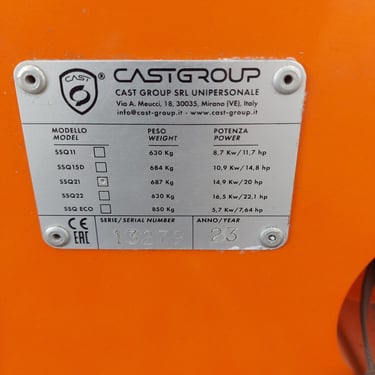 CAST ® CASTGROUP
CAST GROUP SRL UNIPERSONALE
Via A. Meucci, 18, 30035, Mirano (VE), Italy
info@cast-group.it - www.cast-group.it
MODELLO PESO POTENZA
MODEL WEIGHT POWER
SSQ11 630 Kg 8,7 Kw/11,7 hp
SSQ15D 684 Kg 10,9 Kw/14,8 hp
SSQ21 687 Kg 14,9 Kw/20 hp
SSQ22 630 Kg 16,5 Kw/22,1 hp
SSQ ECO 850 Kg 5,7 Kw/7,64 hp
CE SERIE/SERIAL NUMBER ANNO/YEAR
EAC 13279 23